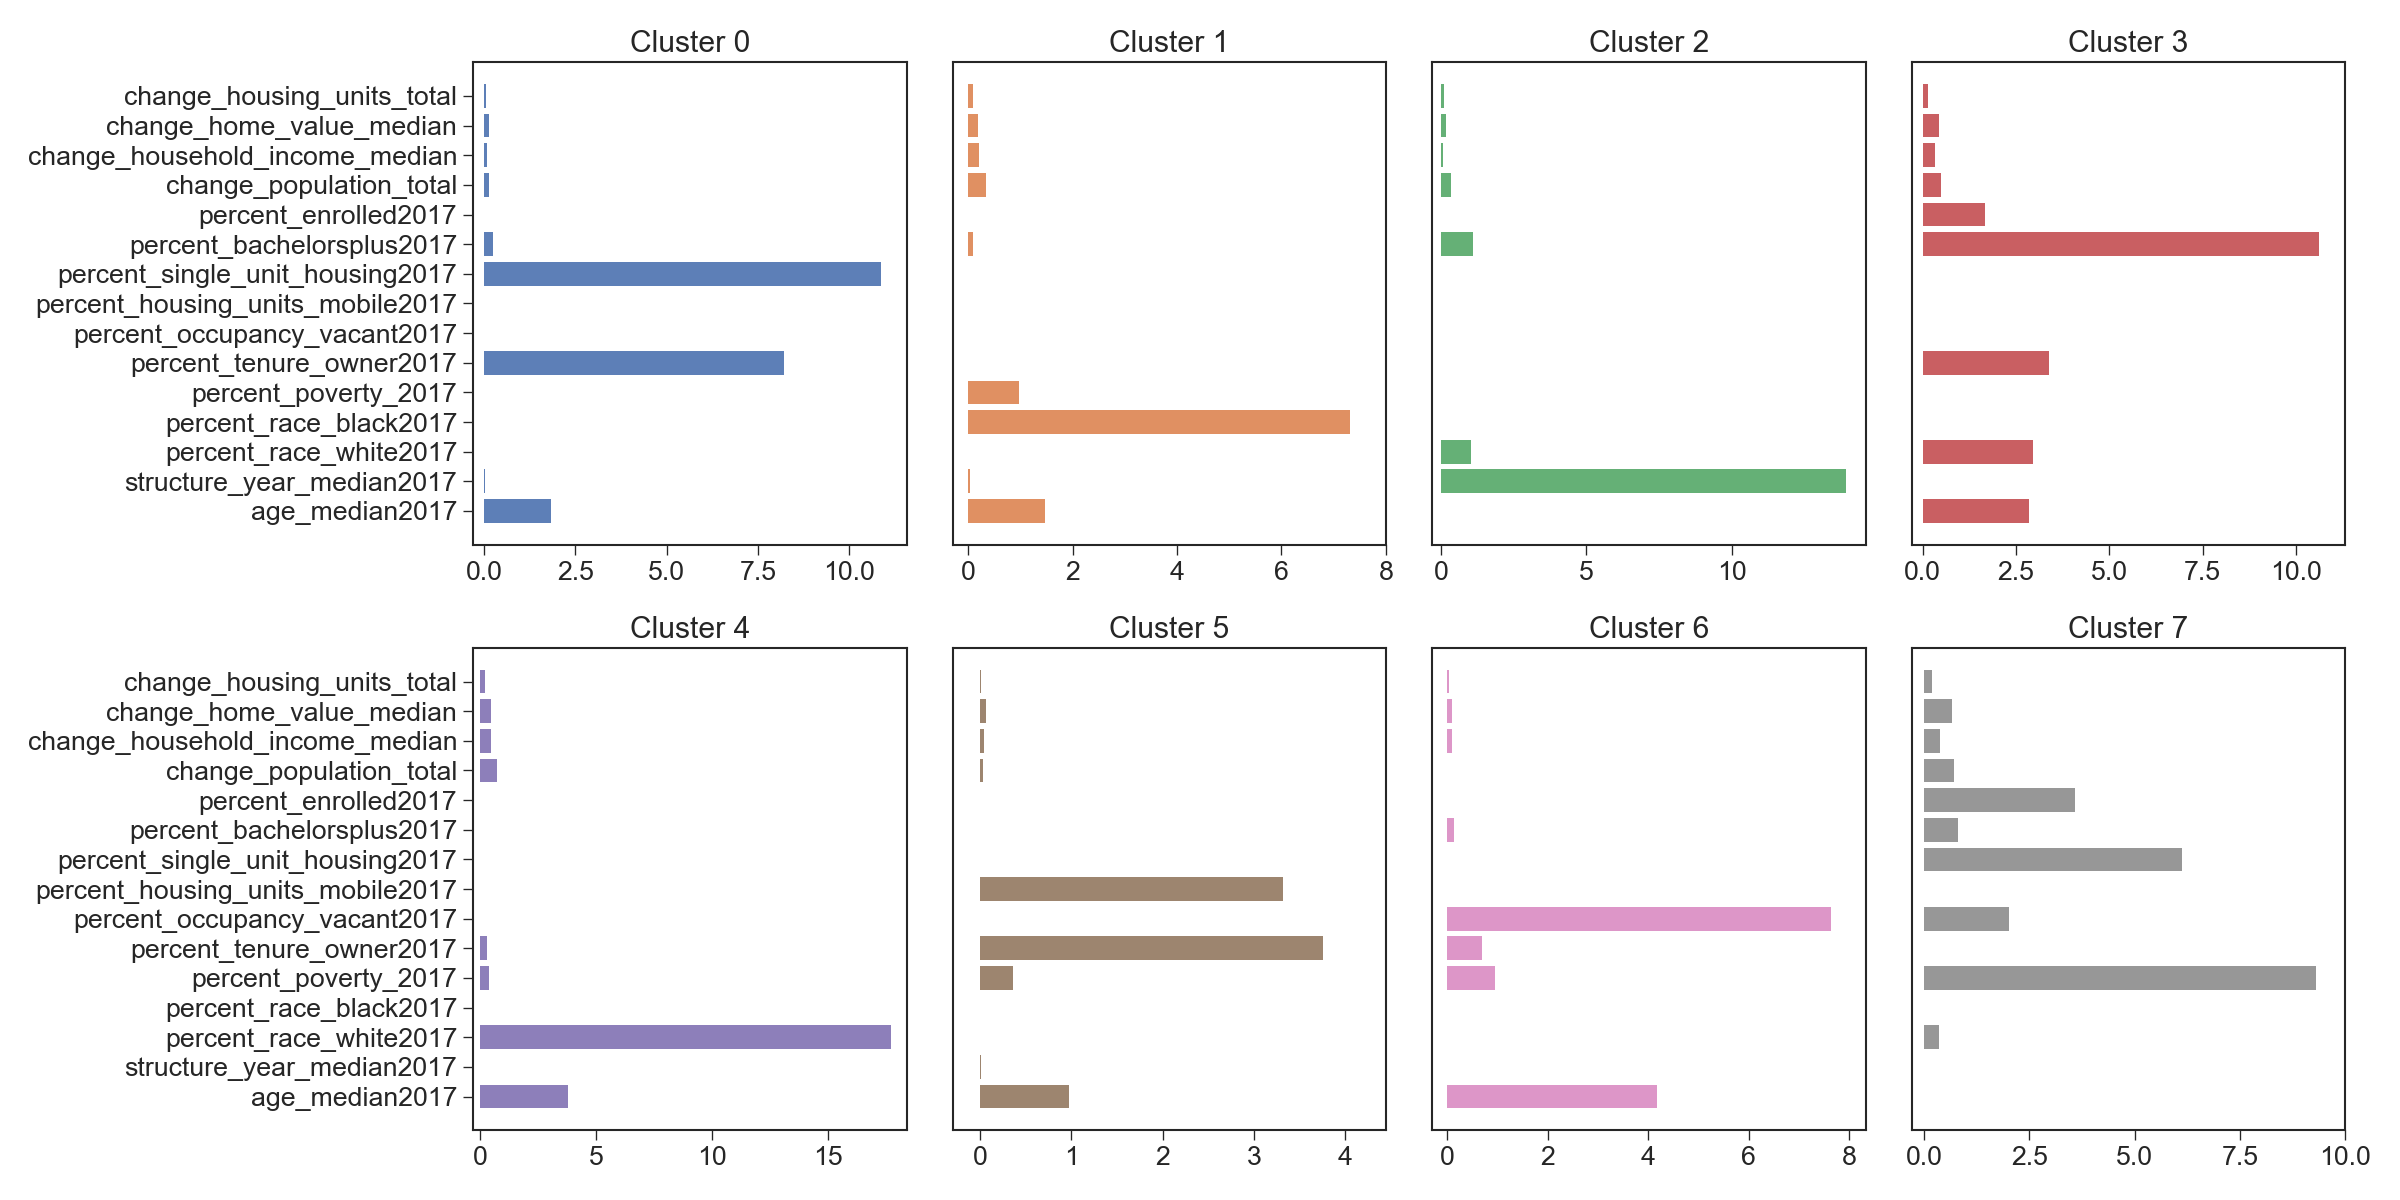 Cluster 0
Cluster 1
Cluster 2
Cluster 3
change_housing_units_total
change_home_value_median
change_household_income_median
change_population_total
percent_enrolled2017
percent_bachelorsplus2017
percent_single_unit_housing2017
percent_housing_units_mobile2017
percent_occupancy_vacant2017
percent_tenure_owner2017
percent_poverty_2017
percent_race_black2017
percent_race_white2017
structure_year_median2017
age_median2017
0.0 2.5 5.0 7.5 10.0
0 2 4 6 8
0 5 10
0.0 2.5 5.0 7.5 10.0
Cluster 4
Cluster 5
Cluster 6
Cluster 7
change_housing_units_total
change_home_value_median
change_household_income_median
change_population_total
percent_enrolled2017
percent_bachelorsplus2017
percent_single_unit_housing2017
percent_housing_units_mobile2017
percent_occupancy_vacant2017
percent_tenure_owner2017
percent_poverty_2017
percent_race_black2017
percent_race_white2017
structure_year_median2017
age_median2017
0 5 10 15
0 1 2 3 4
0 2 4 6 8
0.0 2.5 5.0 7.5 10.0